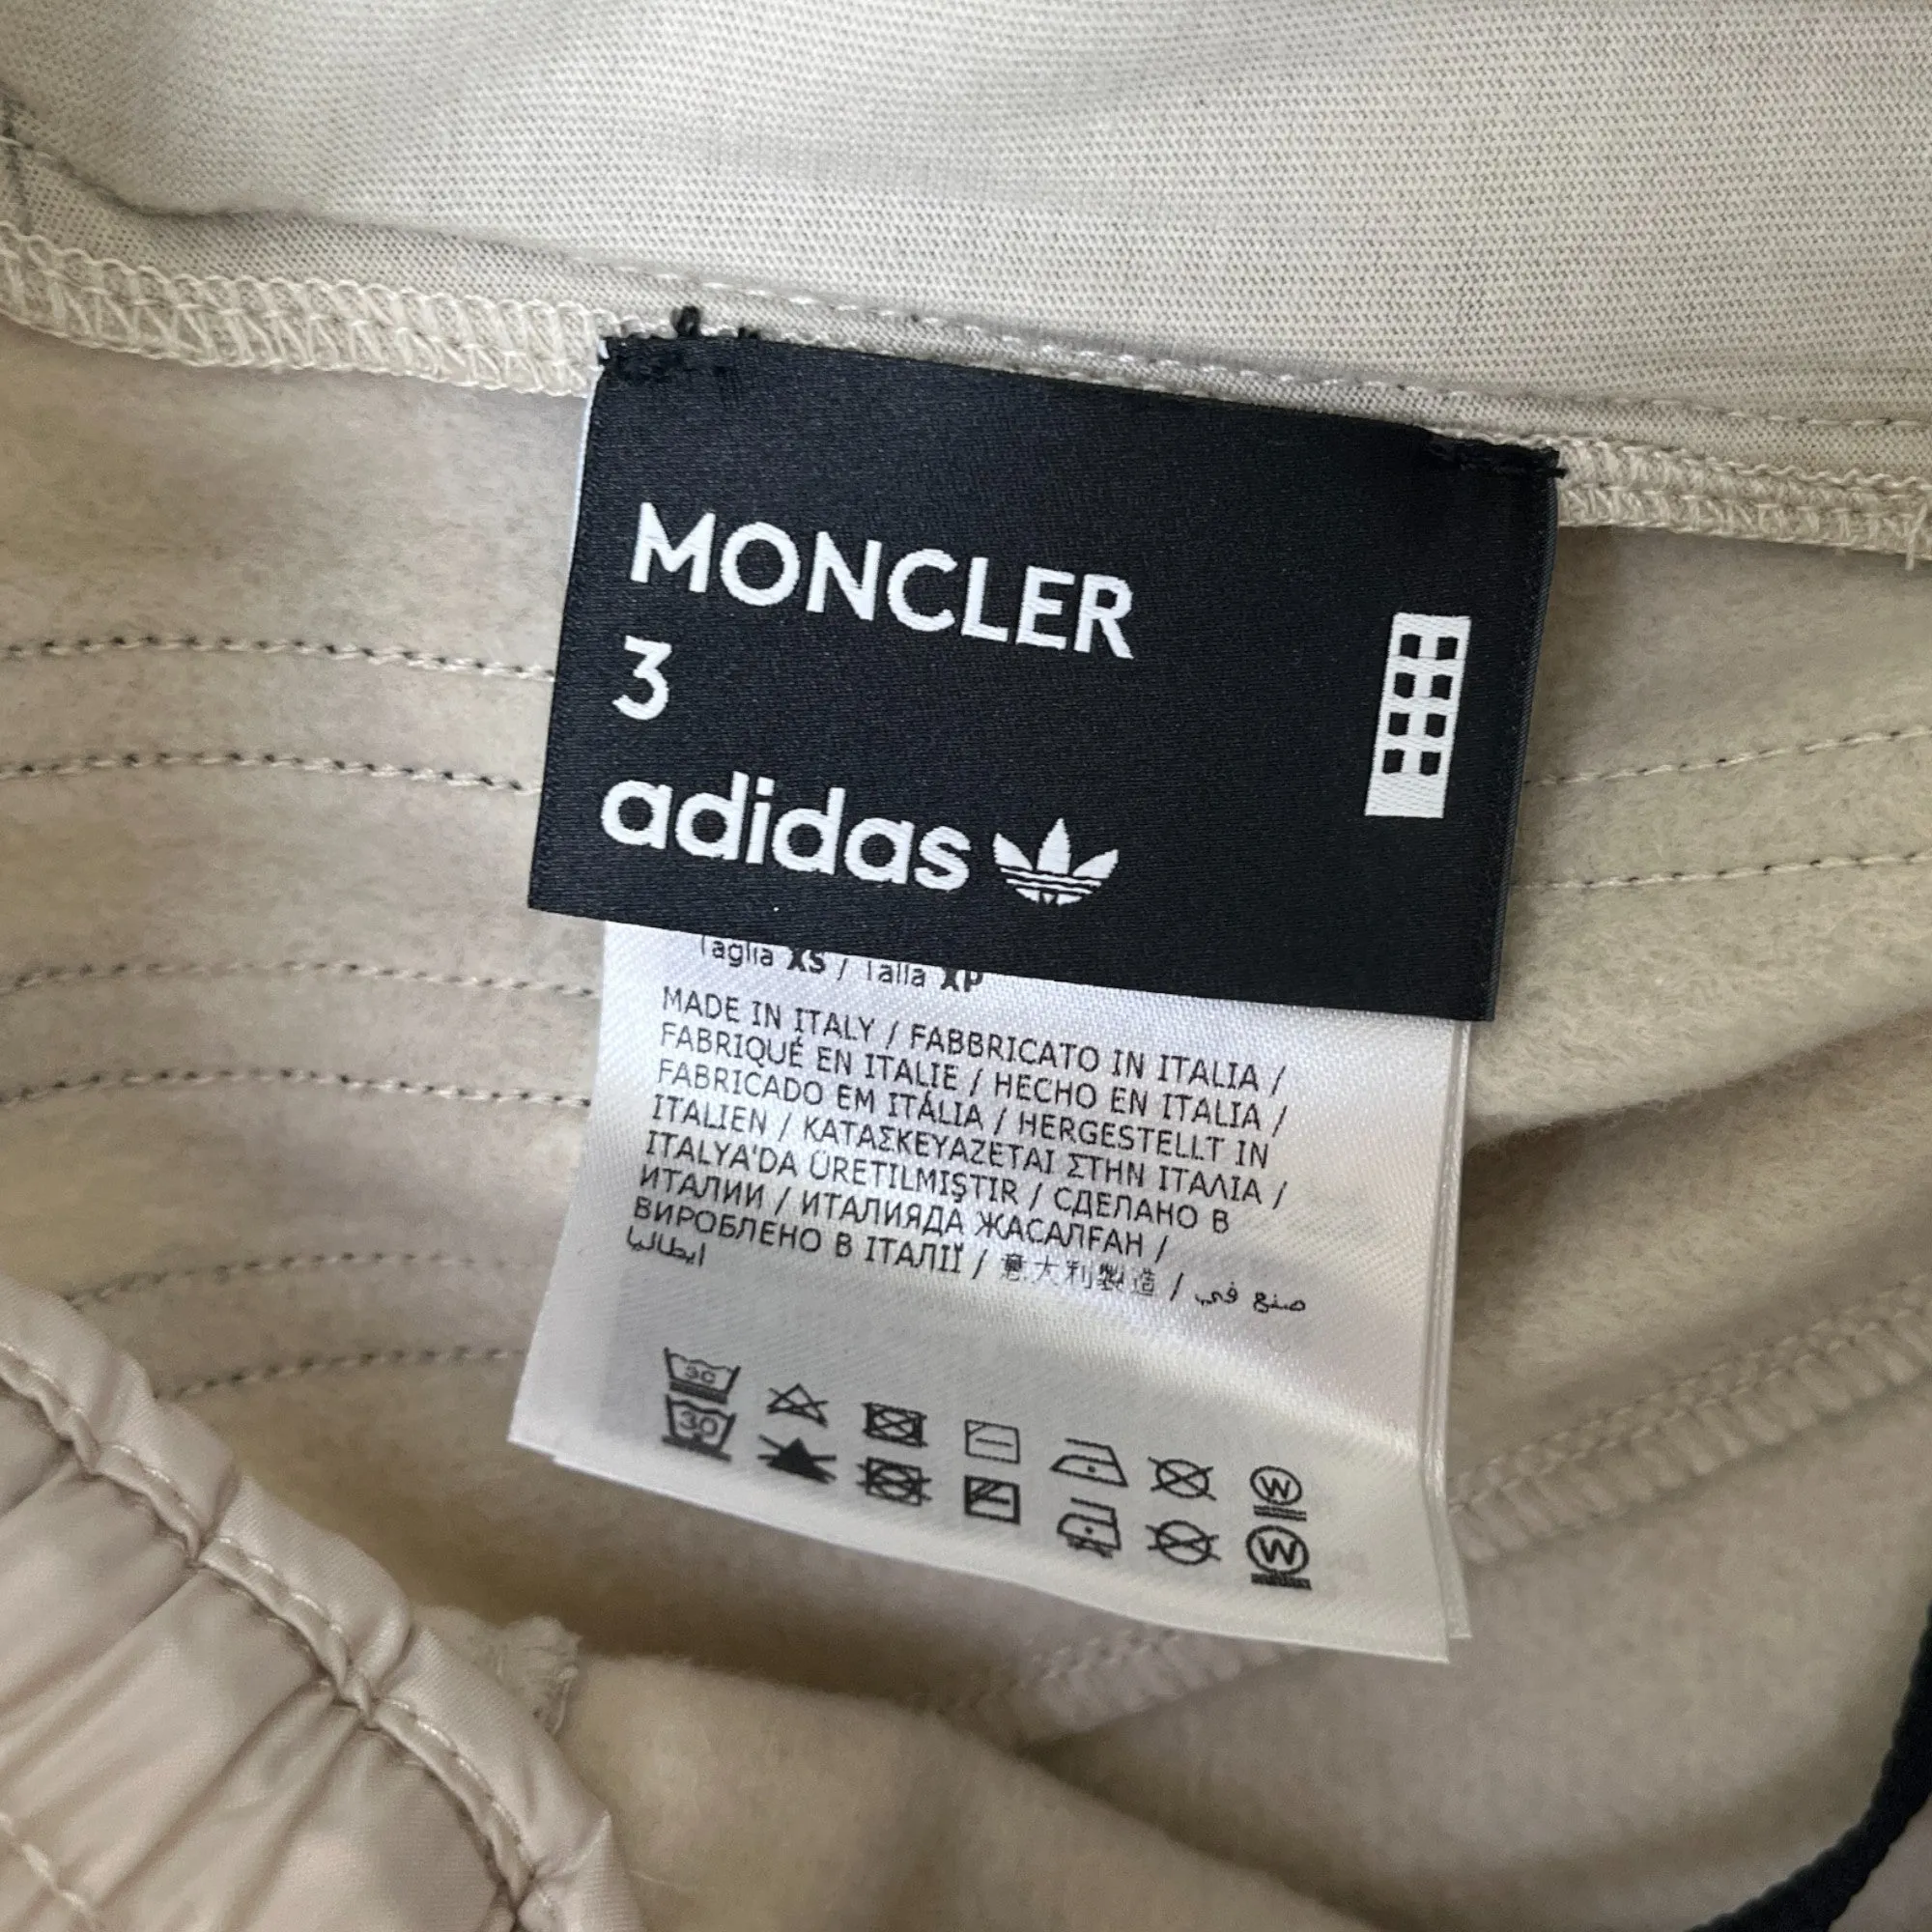 MONCLER
3
adidas
Taglia XS / Talla XP
MADE IN ITALY / FABBRICATO IN ITALIA /
FABRIQUÉ EN ITALIE / HECHO EN ITALIA /
FABRICADO EM ITÁLIA / HERGESTELLT IN
ITALIEN / ΚΑΤΑΣΚΕΥΑΖΕΤΑΙ ΣΤΗΝ ΙΤΑΛΙΑ /
ITALYA'DA ÜRETILMIŞTIR / СДЕЛАНО В
ИТАЛИИ / ИТАЛИЯДА ЖАСАЛҒАН /
ВИРОБЛЕНО В ІТАЛІЇ / 意大利製造 / صنع في
ايطاليا
30
30
W
W